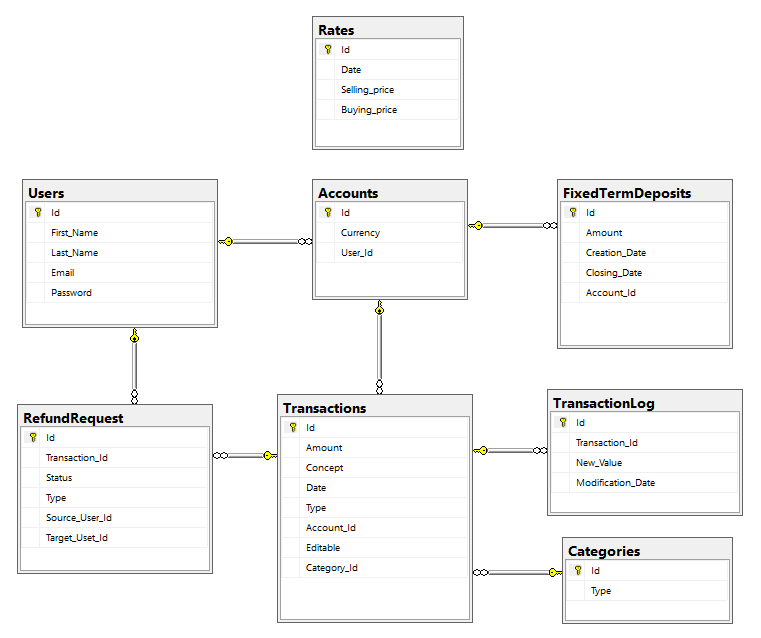 Rates
Id
Date
Selling_price
Buying_price
Users
Id
First_Name
Last_Name
Email
Password
Accounts
Id
Currency
User_Id
FixedTermDeposits
Id
Amount
Creation_Date
Closing_Date
Account_Id
RefundRequest
Id
Transaction_Id
Status
Type
Source_User_Id
Target_Uset_Id
Transactions
Id
Amount
Concept
Date
Type
Account_Id
Editable
Category_Id
TransactionLog
Id
Transaction_Id
New_Value
Modification_Date
Categories
Id
Type